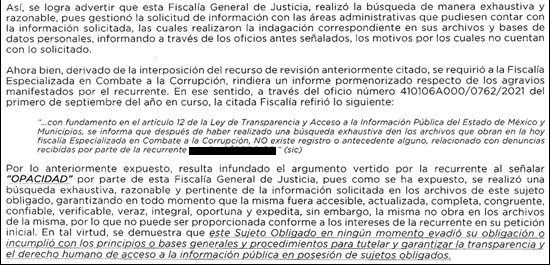 Así, se logra advertir que esta Fiscalía General de Justicia, realizó la búsqueda de manera exhaustiva y
razonable, pues gestionó la solicitud de información con las áreas administrativas que pudiesen contar con
la información solicitada, las cuales realizaron la indagación correspondiente en sus archivos y bases de
datos personales, informando a través de los oficios antes señalados, los motivos por los cuales no cuentan
con lo solicitado.
Ahora bien, derivado de la interposición del recurso de revisión anteriormente citado, se requirió a la Fiscalía
Especializada en Combate a la Corrupción, rindiera un informe pormenorizado respecto de los agravios
manifestados por el recurrente. En ese sentido, a través del oficio número 410106A000/0762/2021 del
primero de septiembre del año en curso, la citada Fiscalía refirió lo siguiente:
"...con fundamento en el artículo 12 de la Ley de Transparencia y Acceso a la Información Pública del Estado de México y
Municipios, se informa que después de haber realizado una búsqueda exhaustiva den los archivos que obran en la hoy
fiscalía Especializada en Combate a la Corrupción, NO existe registro o antecedente alguno, relacionado con denuncias
recibidas por parte de la recurrente " (sic)
Por lo anteriormente expuesto, resulta infundado el argumento vertido por la recurrente al señalar
"OPACIDAD" por parte de esta Fiscalía General de Justicia, pues como se ha expuesto, se realizó una
búsqueda exhaustiva, razonable y pertinente de la información solicitada en los archivos de este sujeto
obligado, garantizando en todo momento que la misma fuera accesible, actualizada, completa, congruente,
confiable, verificable, veraz, integral, oportuna y expedita, sin embargo, la misma no obra en los archivos
de la misma, por lo que no puede ser proporcionada conforme a los intereses de la recurrente en su petición
inicial. En tal virtud, se demuestra que este Sujeto Obligado en ningún momento evadió su obligación o
incumplió con los principios o bases generales y procedimientos para tutelar y garantizar la transparencia y
el derecho humano de acceso a la información pública en posesión de sujetos obligados.